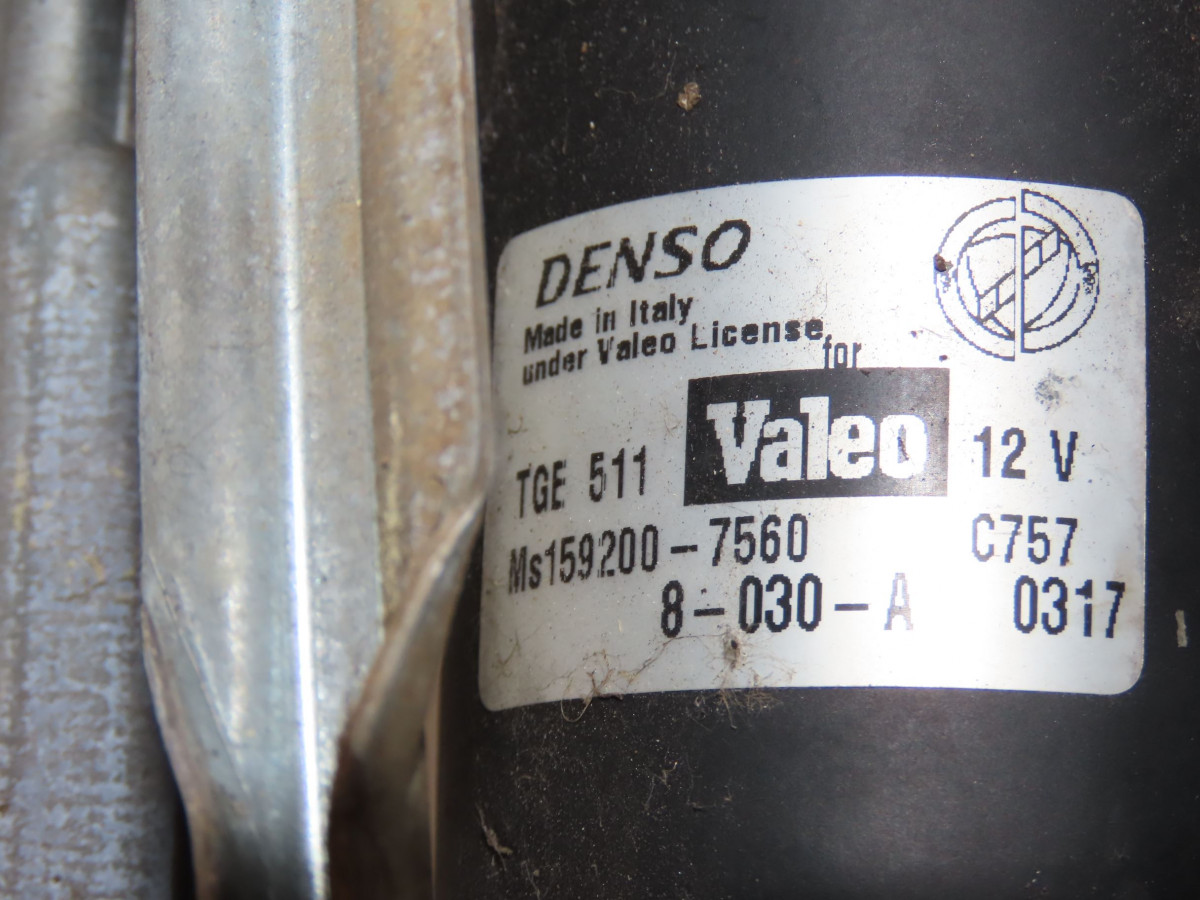 DENSO
Made in Italy
under Valeo License
for
TGE 511 Valeo 12 V
Ms159200-7560 C757
8-030-A 0317